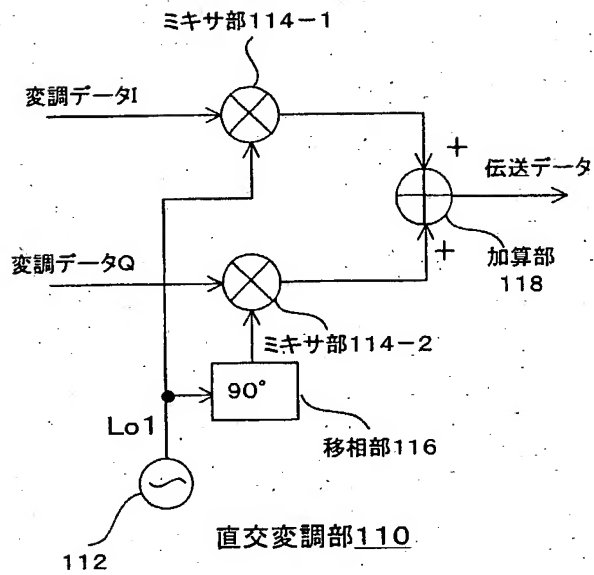 ミキサ部114-1
変調データI
+
伝送データ
加算部
118
変調データQ
+
ミキサ部114-2
90°
Lo1
移相部116
112
直交変調部110